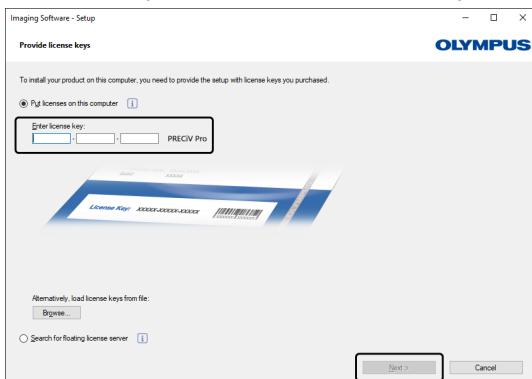 Imaging Software - Setup
Provide license keys
OLYMPUS
To install your product on this computer, you need to provide the setup with license keys you purchased.
Put licenses on this computer i
Enter license key:
- - PRECiV Pro
License Key: XXXXX-XXXXX-XXXXX
Alternatively, load license keys from file:
Browse...
Search for floating license server i
Next >
Cancel